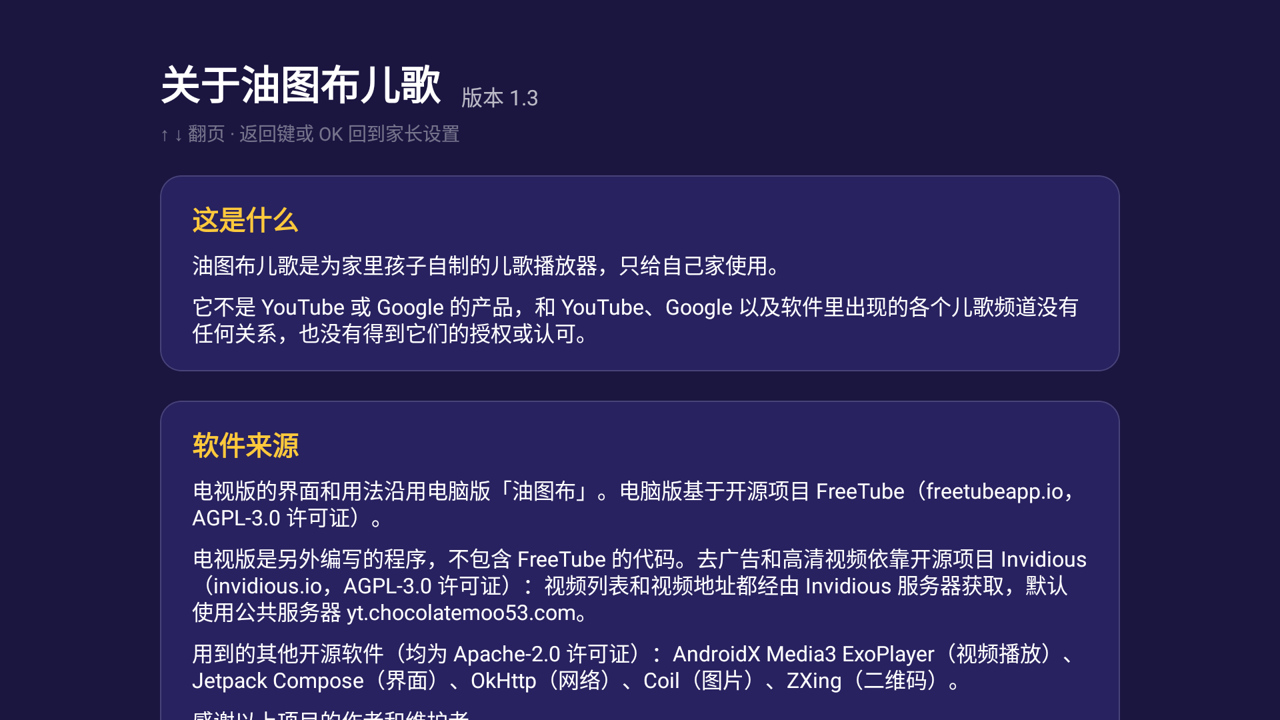 关于油图布儿歌 版本 1.3
↑ ↓ 翻页 · 返回键或 OK 回到家长设置
这是什么
油图布儿歌是为家里孩子自制的儿歌播放器，只给自己家使用。
它不是 YouTube 或 Google 的产品，和 YouTube、Google 以及软件里出现的各个儿歌频道没有
任何关系，也没有得到它们的授权或认可。
软件来源
电视版的界面和用法沿用电脑版「油图布」。电脑版基于开源项目 FreeTube（freetubeapp.io，
AGPL-3.0 许可证）。
电视版是另外编写的程序，不包含 FreeTube 的代码。去广告和高清视频依靠开源项目 Invidious
（invidious.io，AGPL-3.0 许可证）：视频列表和视频地址都经由 Invidious 服务器获取，默认
使用公共服务器 yt.chocolatemoo53.com。
用到的其他开源软件（均为 Apache-2.0 许可证）：AndroidX Media3 ExoPlayer（视频播放）、
Jetpack Compose（界面）、OkHttp（网络）、Coil（图片）、ZXing（二维码）。
感谢以上项目的作者和维护者